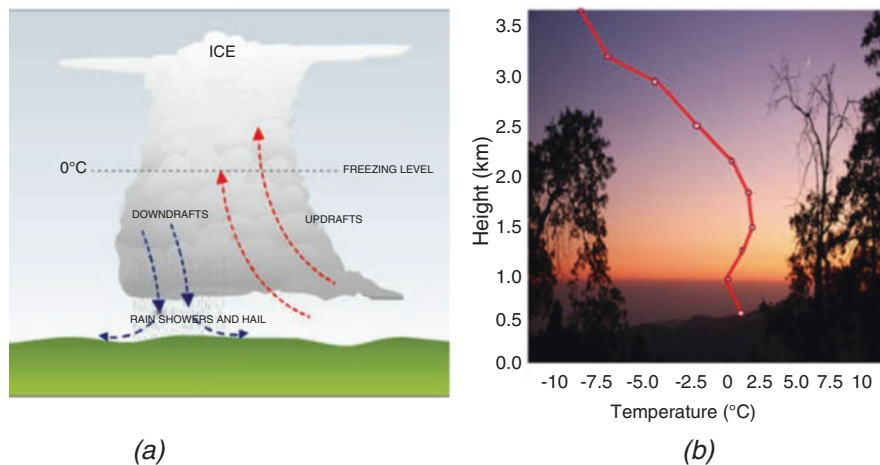 ICE
0°C
FREEZING LEVEL
DOWNDRAFTS
UPDRAFTS
RAIN SHOWERS AND HAIL
(a)
Height (km)
3.5
3.0
2.5
2.0
1.5
1.0
0.5
0.0
-10 -7.5 -5.0 -2.5 0 2.5 5.0 7.5 10
Temperature (°C)
(b)